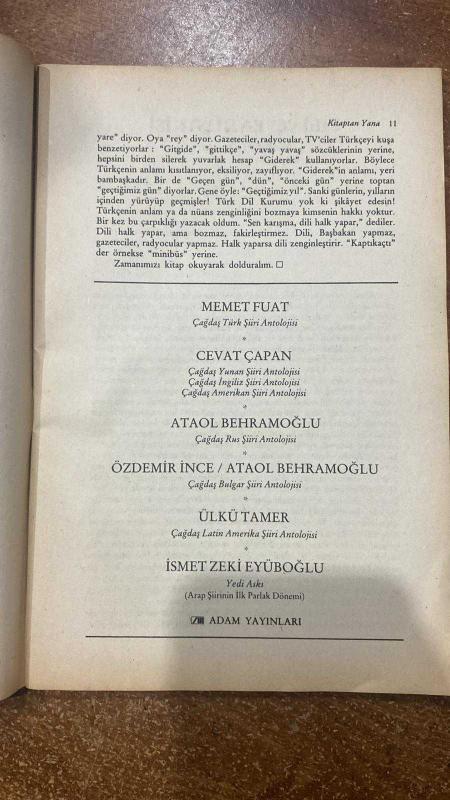 Kitaptan Yana 11
yare" diyor. Oya "rey" diyor. Gazeteciler, radyocular, TV'ciler Türkçeyi kuşa
benzetiyorlar : "Gitgide", "gittikçe", "yavaş yavaş" sözcüklerinin yerine,
hepsini birden silerek yuvarlak hesap "Giderek" kullanıyorlar. Böylece
Türkçenin anlamı kısıtlanıyor, eksiliyor, zayıflıyor. "Giderek"in anlamı, yeri
bambaşkadır. Bir de "Geçen gün", "dün", "önceki gün" yerine toptan
"geçtiğimiz gün" diyorlar. Gene öyle: "Geçtiğimiz yıl". Sanki günlerin, yılların
içinden yürüyüp geçmişler! Türk Dil Kurumu yok ki şikâyet edesin!
Türkçenin anlam ya da nüans zenginliğini bozmaya kimsenin hakkı yoktur.
Bir kez bu çarpıklığı yazacak oldum. "Sen karışma, dili halk yapar," dediler.
Dili halk yapar, ama bozmaz, fakirleştirmez. Dili, Başbakan yapmaz,
gazeteciler, radyocular yapmaz. Halk yaparsa dili zenginleştirir. "Kaptıkaçtı"
der örnekse "minibüs" yerine.
Zamanımızı kitap okuyarak dolduralım. □
MEMET FUAT
Çağdaş Türk Şiiri Antolojisi
*
CEVAT ÇAPAN
Çağdaş Yunan Şiiri Antolojisi
Çağdaş İngiliz Şiiri Antolojisi
Çağdaş Amerikan Şiiri Antolojisi
*
ATAOL BEHRAMOĞLU
Çağdaş Rus Şiiri Antolojisi
*
ÖZDEMİR İNCE / ATAOL BEHRAMOĞLU
Çağdaş Bulgar Şiiri Antolojisi
*
ÜLKÜ TAMER
Çağdaş Latin Amerika Şiiri Antolojisi
*
İSMET ZEKİ EYÜBOĞLU
Yedi Askı
(Arap Şiirinin İlk Parlak Dönemi)
ADAM YAYINLARI